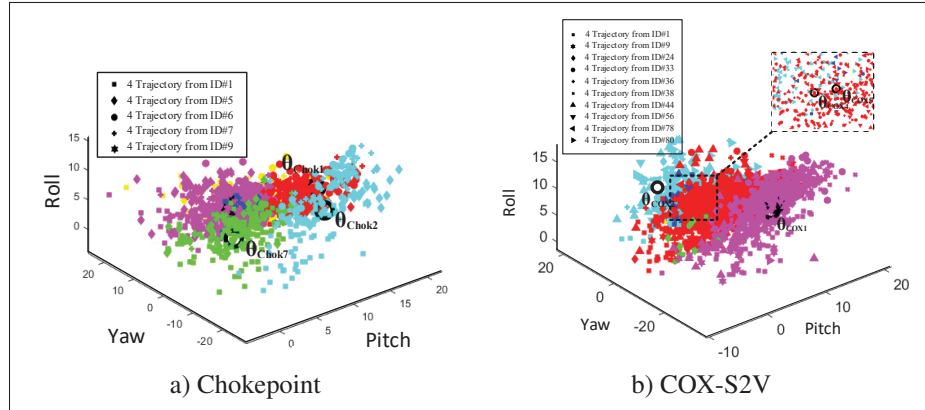 4 Trajectory from ID#1
4 Trajectory from ID#5
4 Trajectory from ID#6
4 Trajectory from ID#7
4 Trajectory from ID#9
Roll
15
10
5
0
θChok1
θChok2
θChok7
20
10
0
-10
-20
Yaw
0
5
10
15
20
Pitch
a) Chokepoint
4 Trajectory from ID#1
4 Trajectory from ID#9
4 Trajectory from ID#24
4 Trajectory from ID#33
4 Trajectory from ID#36
4 Trajectory from ID#38
4 Trajectory from ID#44
4 Trajectory from ID#56
4 Trajectory from ID#78
4 Trajectory from ID#80
Roll
15
10
5
0
θCOX1
20
0
-20
Yaw
-10
0
10
20
Pitch
b) COX-S2V